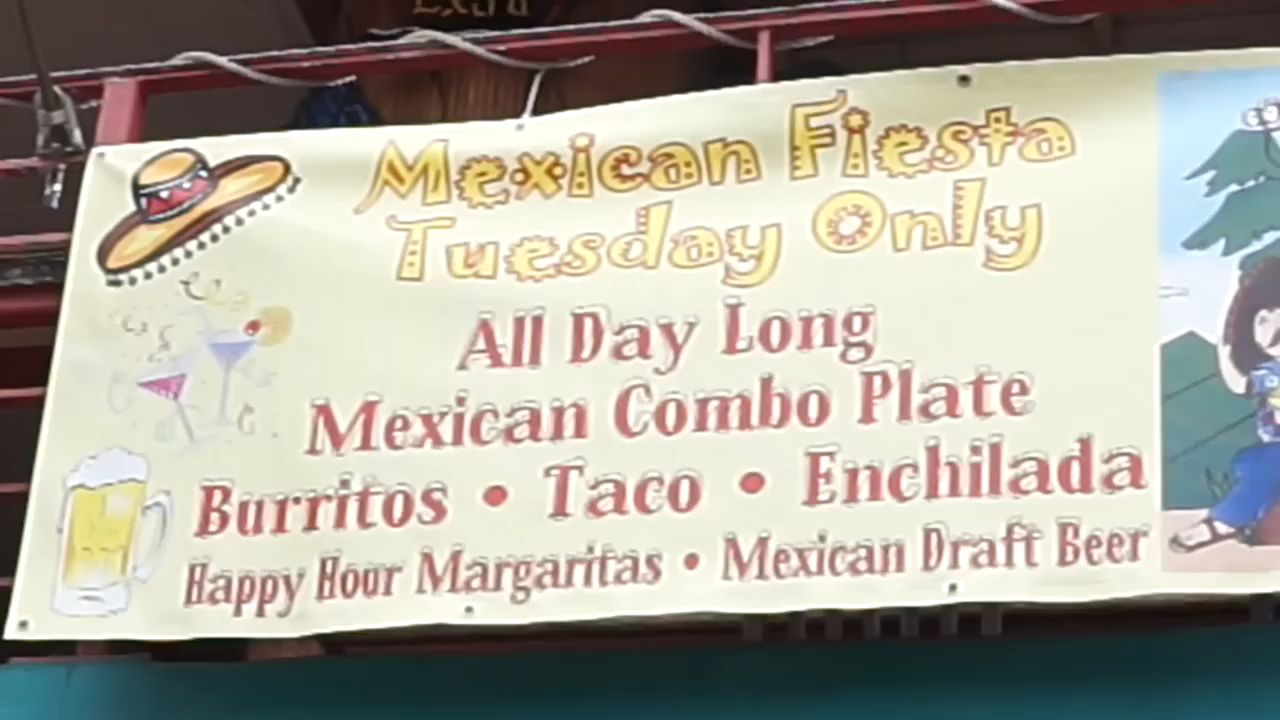 Mexican Fiesta
Tuesday Only
All Day Long
Mexican Combo Plate
Burritos • Taco • Enchilada
Happy Hour Margaritas • Mexican Draft Beer